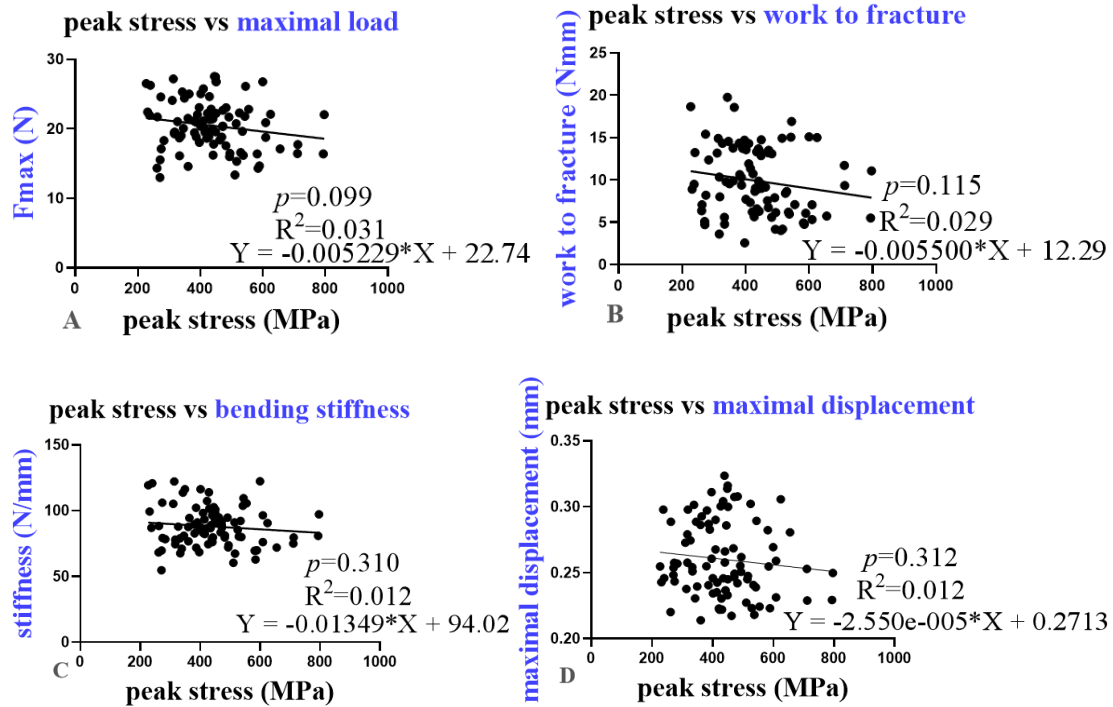 peak stress vs maximal load
Fmax (N)
30
20
10
0
0
200
400
600
800
1000
p=0.099
R²=0.031
Y = -0.005229*X + 22.74
A
peak stress (MPa)
peak stress vs work to fracture
work to fracture (Nmm)
25
20
15
10
5
0
0
200
400
600
800
1000
p=0.115
R²=0.029
Y = -0.005500*X + 12.29
B
peak stress (MPa)
peak stress vs bending stiffness
stiffness (N/mm)
150
100
50
0
0
200
400
600
800
1000
p=0.310
R²=0.012
Y = -0.01349*X + 94.02
C
peak stress (MPa)
peak stress vs maximal displacement
maximal displacement (mm)
0.35
0.30
0.25
0.20
0
200
400
600
800
1000
p=0.312
R²=0.012
Y = -2.550e-005*X + 0.2713
D
peak stress (MPa)